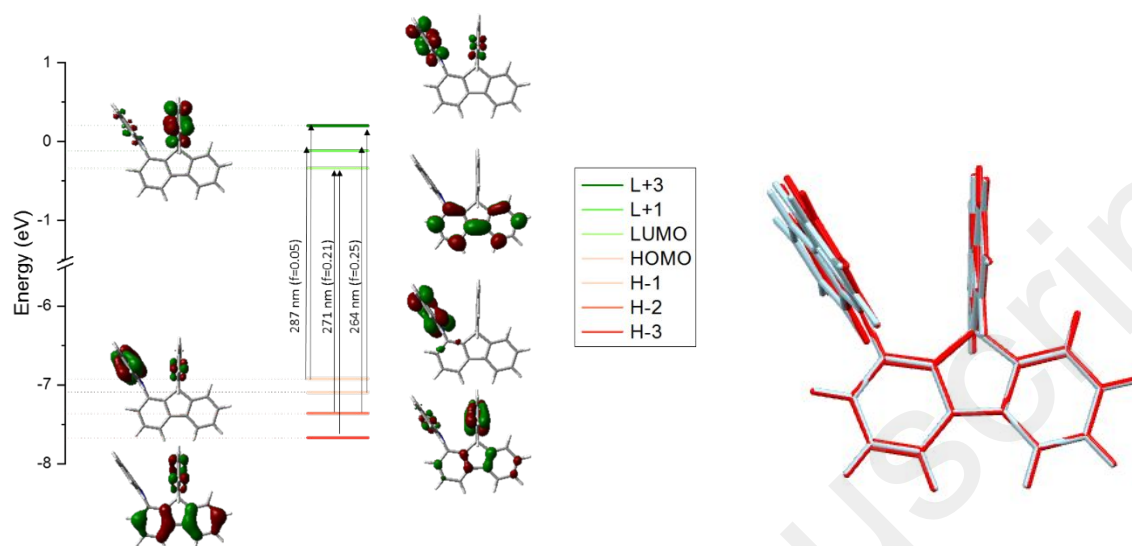 1
0
-1
-6
-7
-8
Energy (eV)
287 nm (f=0.05)
271 nm (f=0.21)
264 nm (f=0.25)
L+3
L+1
LUMO
HOMO
H-1
H-2
H-3